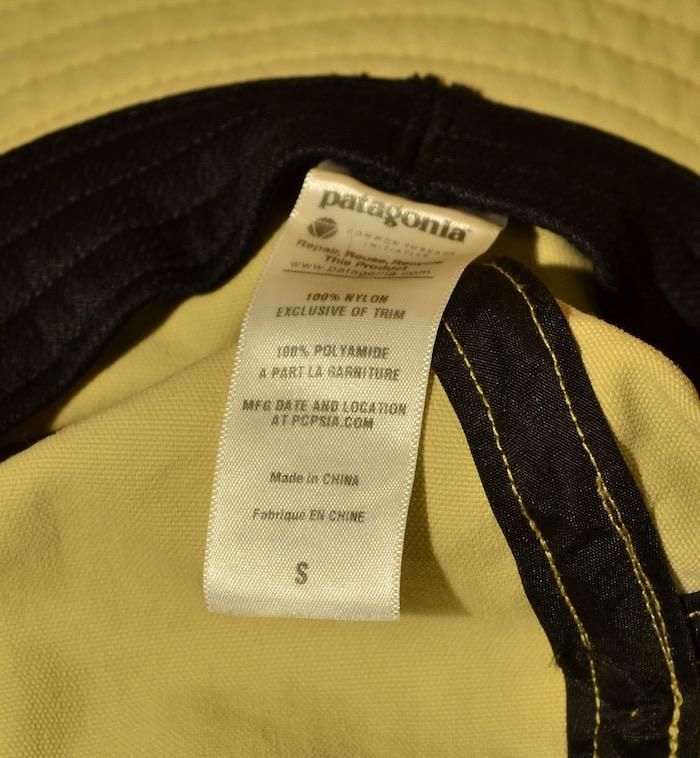 patagonia
COMMON THREADS
INITIATIVE
Repair, Reuse, Recycle
This Product
www.patagonia.com
100% NYLON
EXCLUSIVE OF TRIM
100% POLYAMIDE
A PART LA GARNITURE
MFG DATE AND LOCATION
AT PCPSIA.COM
Made in CHINA
Fabriqué EN CHINE
S